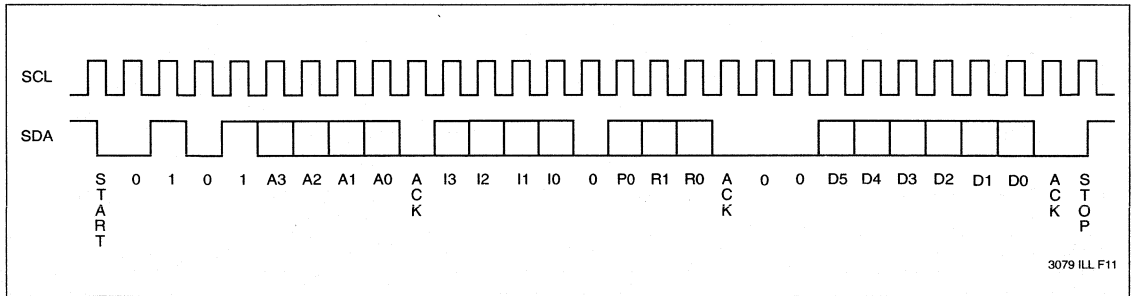 SCL
SDA
START 0 1 0 1 A3 A2 A1 A0 ACK I3 I2 I1 I0 0 P0 R1 R0 ACK 0 0 D5 D4 D3 D2 D1 D0 ACK STOP
3079 ILL F11